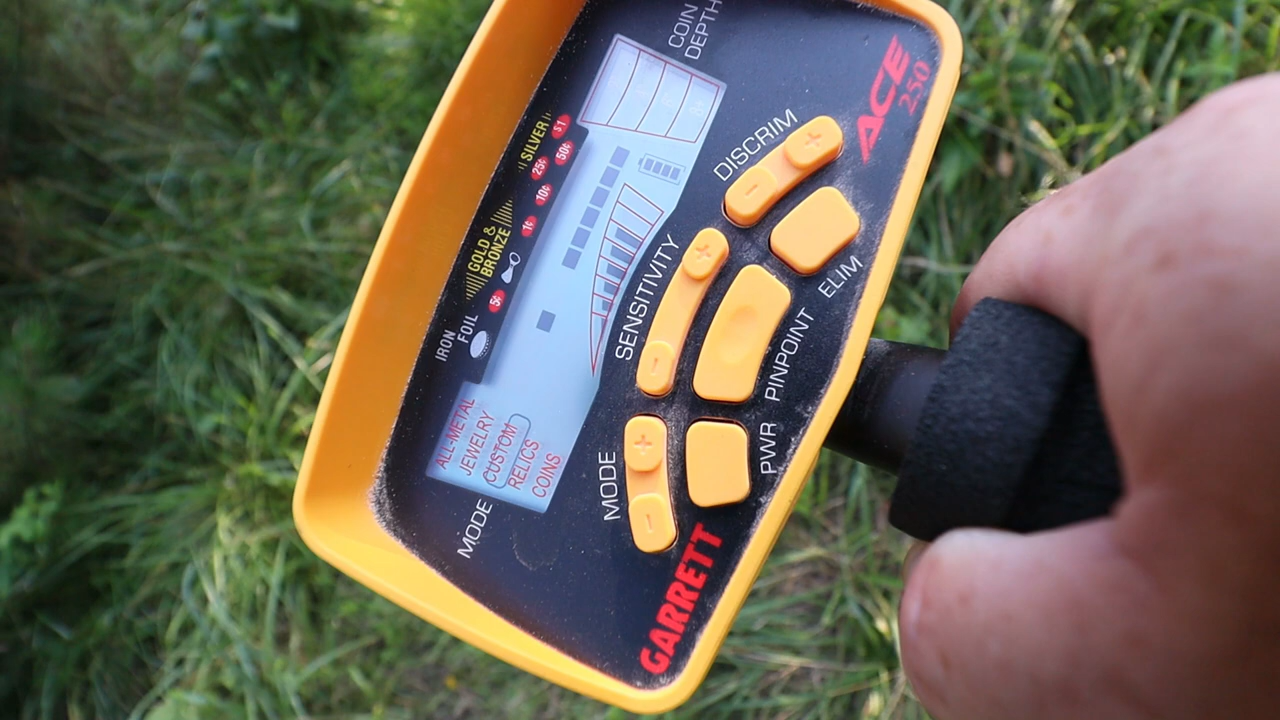 COIN
DEPTH
ACE
250
IRON
FOIL
5¢
GOLD &
BRONZE
1¢
10¢
SILVER
25¢
50¢
$1
MODE
ALL-METAL
JEWELRY
CUSTOM
RELICS
COINS
MODE
+
-
SENSITIVITY
+
-
DISCRIM
+
-
PWR
PINPOINT
ELIM
GARRETT